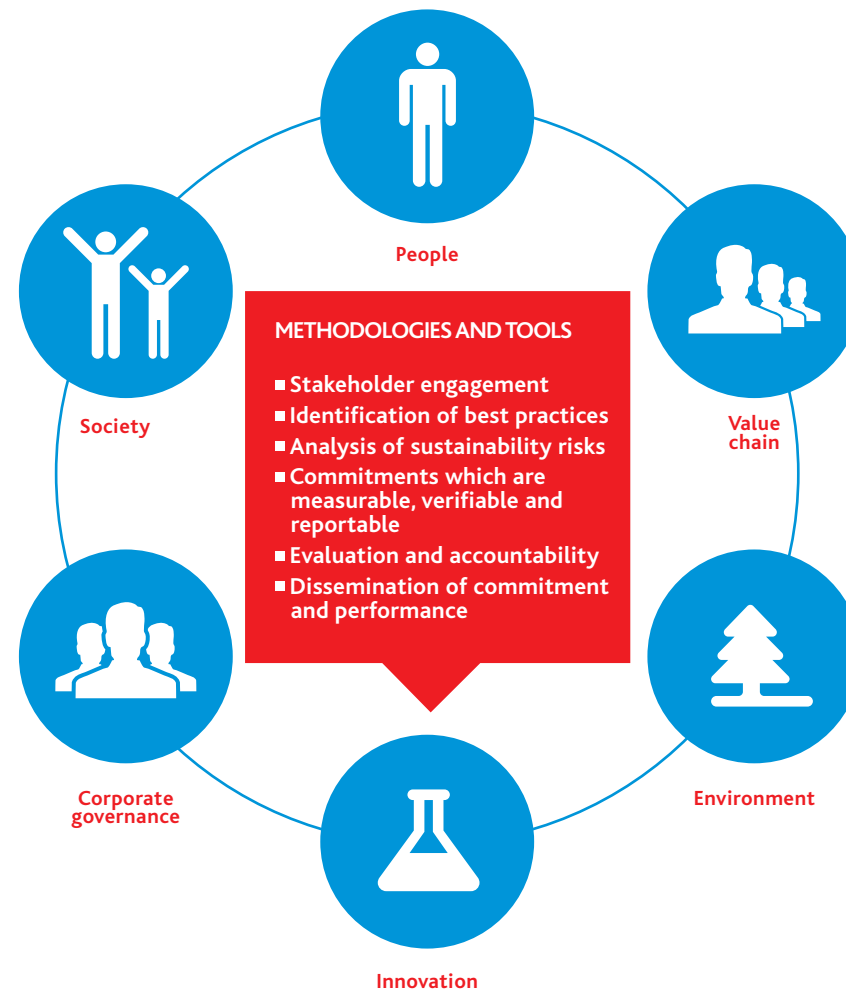 People
Society
Value
chain
METHODOLOGIES AND TOOLS
Stakeholder engagement
Identification of best practices
Analysis of sustainability risks
Commitments which are
measurable, verifiable and
reportable
Evaluation and accountability
Dissemination of commitment
and performance
Corporate
governance
Environment
Innovation